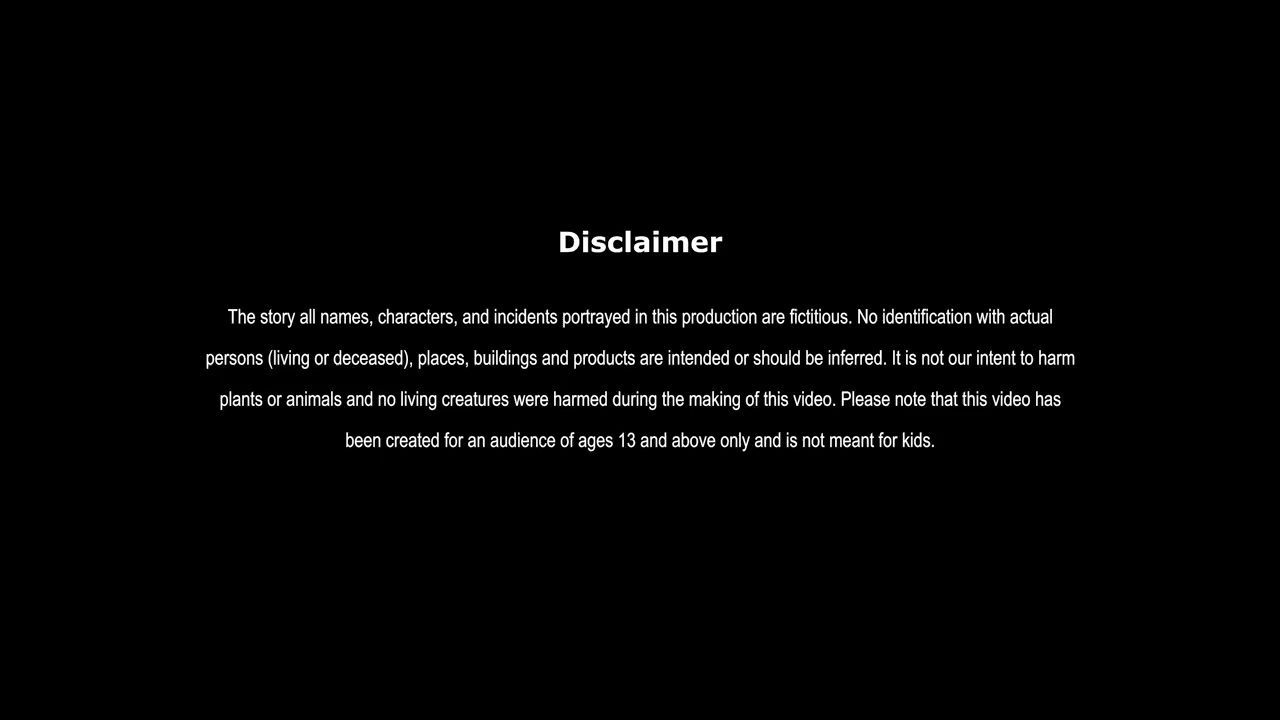 Disclaimer
The story all names, characters, and incidents portrayed in this production are fictitious. No identification with actual
persons (living or deceased), places, buildings and products are intended or should be inferred. It is not our intent to harm
plants or animals and no living creatures were harmed during the making of this video. Please note that this video has
been created for an audience of ages 13 and above only and is not meant for kids.